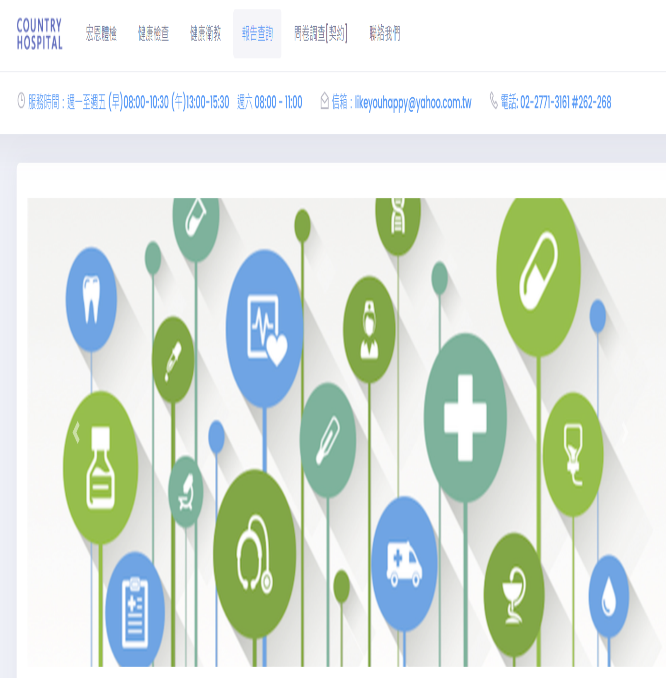 COUNTRY
HOSPITAL
宏恩體檢 健康檢查 健康衛教 報告查詢 問卷調查[契約] 聯絡我們
服務時間 : 週一至週五 (早)08:00-10:30 (午)13:00-15:30 週六 08:00 - 11:00 信箱 : likeyouhappy@yahoo.com.tw 電話: 02-2771-3161 #262-268